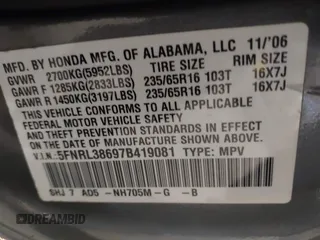 MFD. BY HONDA MFG. OF ALABAMA, LLC 11/'06
GVWR 2700KG(5952LBS) TIRE SIZE RIM SIZE
GAWR F 1285KG(2833LBS) 235/65R16 103T 16X7J
GAWR R 1450KG(3197LBS) 235/65R16 103T 16X7J
THIS VEHICLE CONFORMS TO ALL APPLICABLE
FEDERAL MOTOR VEHICLE SAFETY AND
THEFT PREVENTION STANDARDS IN EFFECT ON
THE DATE OF MANUFACTURE SHOWN ABOVE.
V.I.N.: 5FNRL38697B419081 TYPE: MPV
SHJ 7 AD5 - NH705M - G - B
DREAMBID